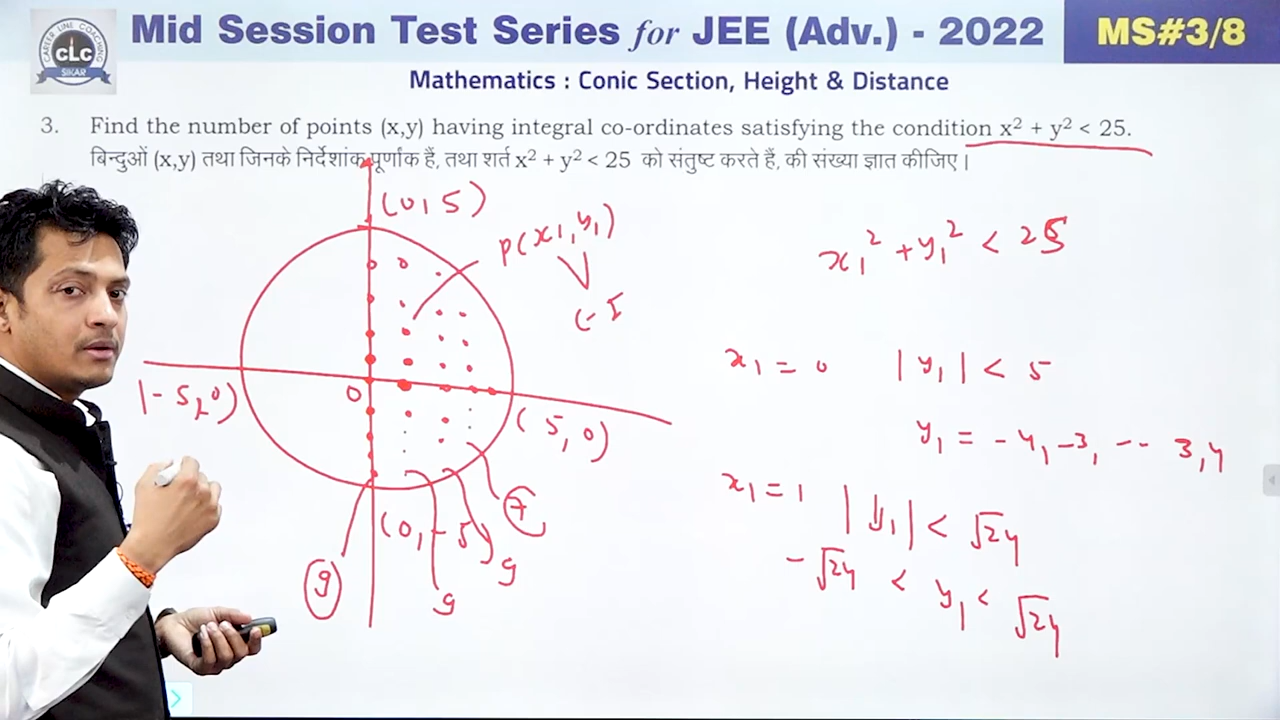 CAREER LINE COACHING
CLC
SIKAR
Mid Session Test Series for JEE (Adv.) - 2022
MS#3/8
Mathematics : Conic Section, Height & Distance
3. Find the number of points (x,y) having integral co-ordinates satisfying the condition x² + y² < 25.
बिन्दुओं (x,y) तथा जिनके निर्देशांक पूर्णांक हैं, तथा शर्त x² + y² < 25 को संतुष्ट करते हैं, की संख्या ज्ञात कीजिए।
(0, 5)
P(x₁, y₁)
x₁² + y₁² < 25
x₁ = 0 |y₁| < 5
0
(-5, 0)
(5, 0)
y₁ = -4, -3, -- 3, 4
x₁ = 1 |y₁| < √24
7
(0, -5)
9
9
9
-√24 < y₁ < √24